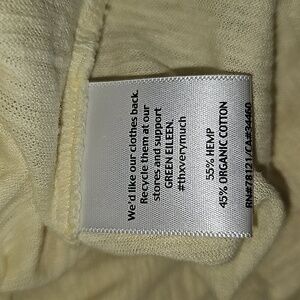 We'd like our clothes back.
Recycle them at our
stores and support
GREEN EILEEN.
#thxverymuch
55% HEMP
45% ORGANIC COTTON
RN#78121/CA#34460